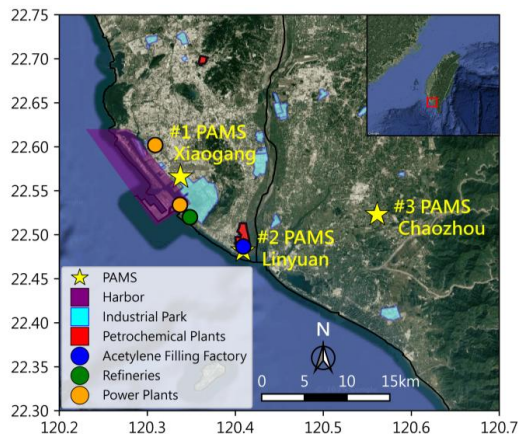 22.75
22.70
22.65
22.60
22.55
22.50
22.45
22.40
22.35
22.30
120.2 120.3 120.4 120.5 120.6 120.7
#1 PAMS
Xiaogang
#2 PAMS
Linyuan
#3 PAMS
Chaozhou
PAMS
Harbor
Industrial Park
Petrochemical Plants
Acetylene Filling Factory
Refineries
Power Plants
N
0 5 10 15km